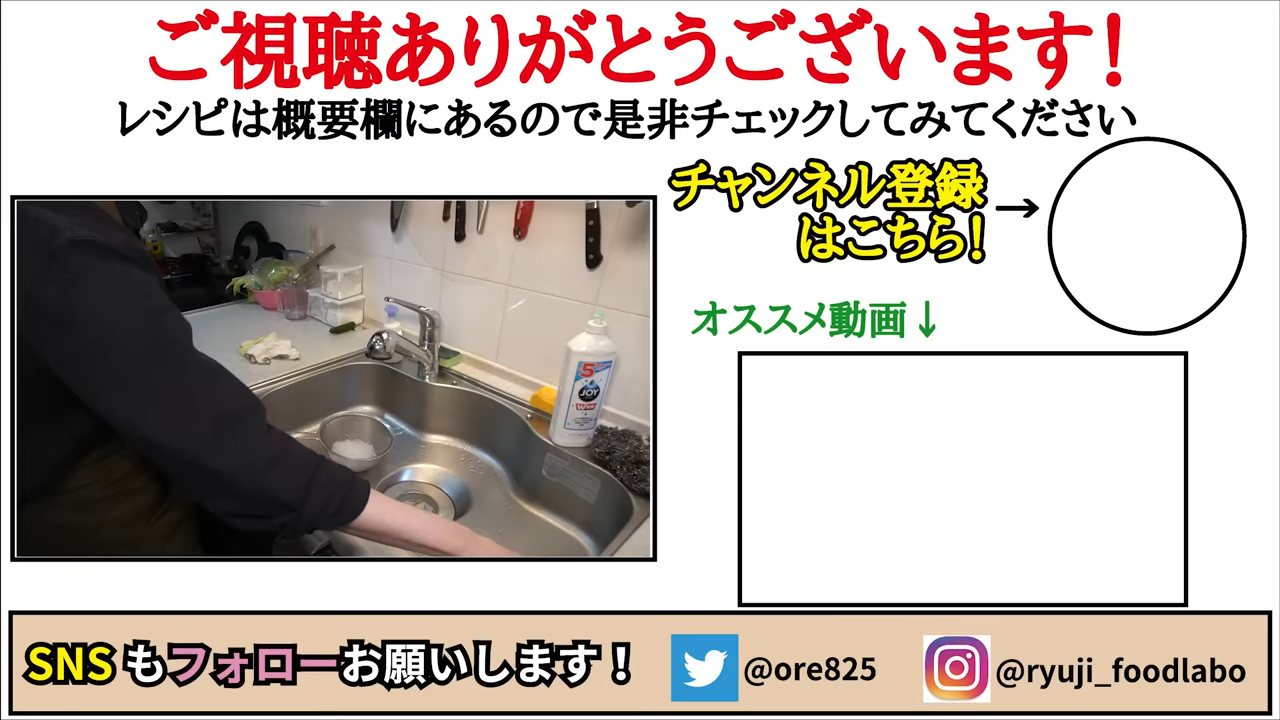 ご視聴ありがとうございます！
レシピは概要欄にあるので是非チェックしてみてください
チャンネル登録
はこちら！
→
オススメ動画↓
5
JOY
SNSもフォローお願いします！
@ore825
@ryuji_foodlabo